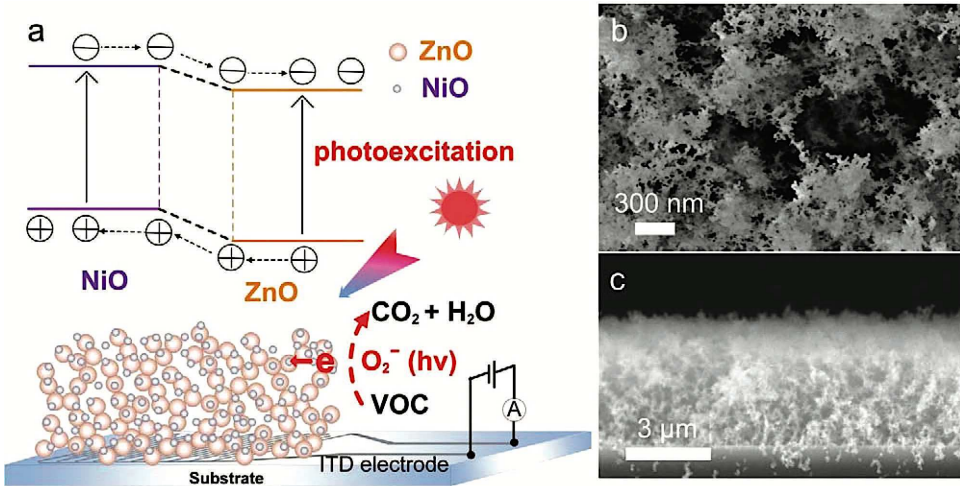 a
ZnO
NiO
photoexcitation
NiO
ZnO
CO₂ + H₂O
e
O₂⁻ (hv)
VOC
A
ITD electrode
Substrate
b
300 nm
c
3 µm